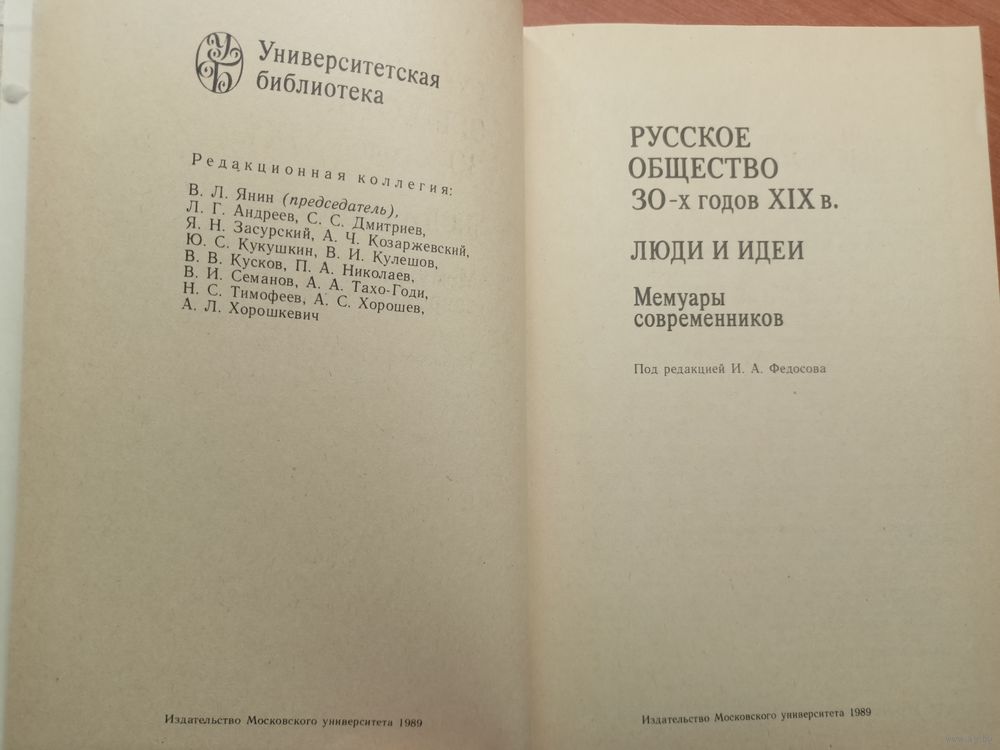 Университетская
библиотека
Редакционная коллегия:
В. Л. Янин (председатель),
Л. Г. Андреев, С. С. Дмитриев,
Я. Н. Засурский, А. Ч. Козаржевский,
Ю. С. Кукушкин, В. И. Кулешов,
В. В. Кусков, П. А. Николаев,
В. И. Семанов, А. А. Тахо-Годи,
Н. С. Тимофеев, А. С. Хорошев,
А. Л. Хорошкевич
Издательство Московского университета 1989
РУССКОЕ
ОБЩЕСТВО
30-х годов XIX в.
ЛЮДИ И ИДЕИ
Мемуары
современников
Под редакцией И. А. Федосова
Издательство Московского университета 1989